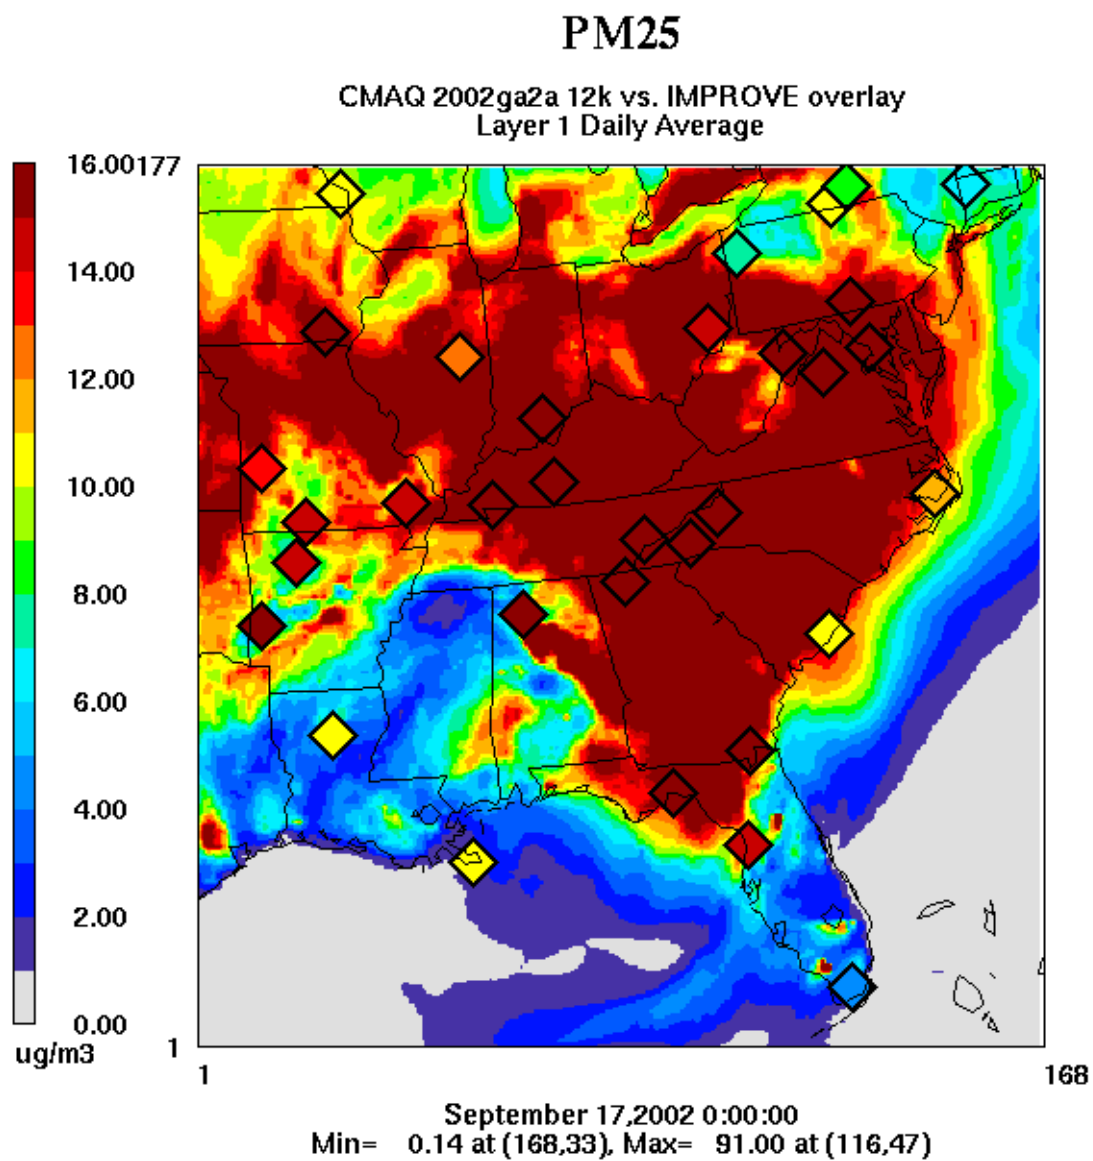 PM25
CMAQ 2002ga2a 12k vs. IMPROVE overlay
Layer 1 Daily Average
16.00
177
14.00
12.00
10.00
8.00
6.00
4.00
2.00
0.00
ug/m3
1
1
168
September 17,2002 0:00:00
Min= 0.14 at (168,33), Max= 91.00 at (116,47)